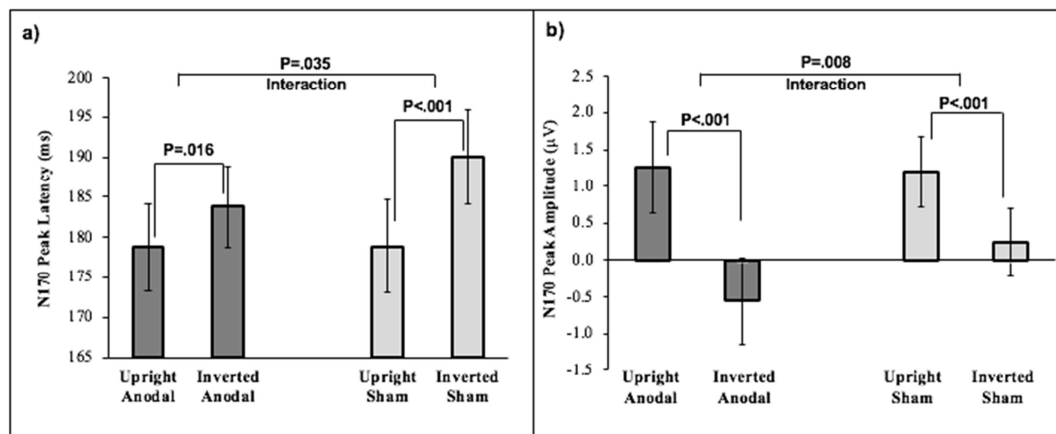 a)
P=.035
Interaction
P=.016
P<.001
N170 Peak Latency (ms)
200
195
190
185
180
175
170
165
Upright Anodal
Inverted Anodal
Upright Sham
Inverted Sham
b)
P=.008
Interaction
P<.001
P<.001
N170 Peak Amplitude (µV)
2.5
2.0
1.5
1.0
0.5
0.0
-0.5
-1.0
-1.5
Upright Anodal
Inverted Anodal
Upright Sham
Inverted Sham